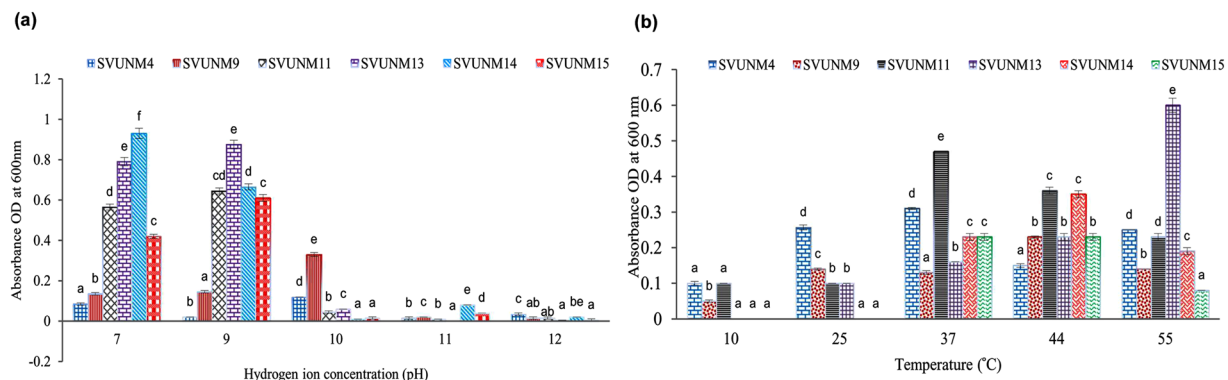 (a)
SVUNM4 SVUNM9 SVUNM11 SVUNM13 SVUNM14 SVUNM15
Absorbance OD at 600nm
1.2
1
0.8
0.6
0.4
0.2
0
-0.2
a b d e f c
b a cd e d c
d e c c a a
b c b a e d
c ab ab a be a
7 9 10 11 12
Hydrogen ion concentration (pH)
(b)
SVUNM4 SVUNM9 SVUNM11 SVUNM13 SVUNM14 SVUNM15
Absorbance OD at 600 nm
0.7
0.6
0.5
0.4
0.3
0.2
0.1
0
a b a a a a
d c b b a a
d a e b c c
a b c b c b
d b d e c a
10 25 37 44 55
Temperature (˚C)